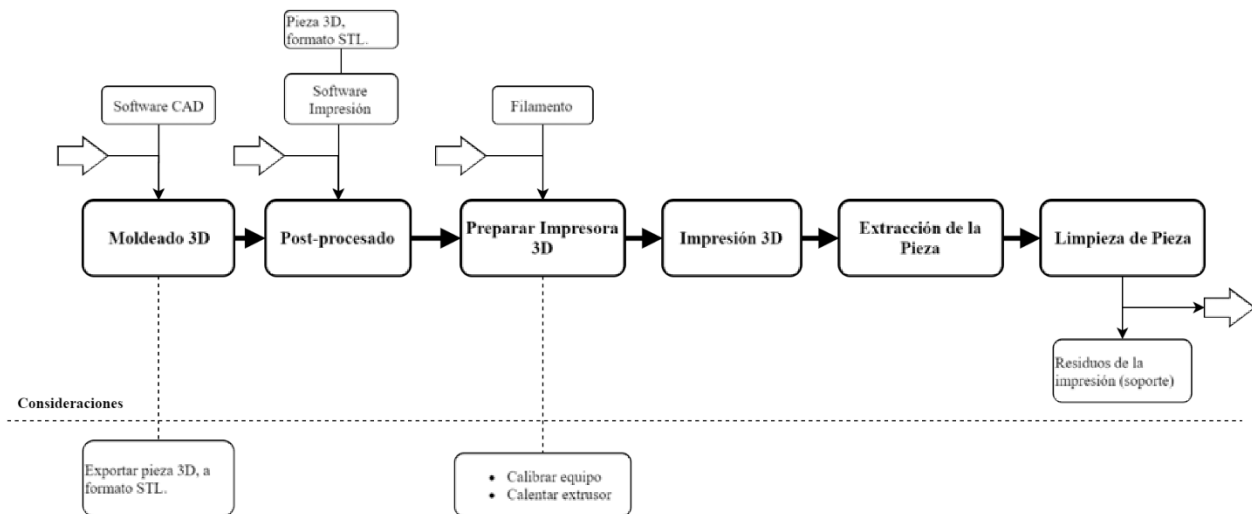 Pieza 3D,
formato STL.
Software CAD
Software
Impresión
Filamento
Moldeado 3D
Post-procesado
Preparar Impresora
3D
Impresión 3D
Extracción de la
Pieza
Limpieza de Pieza
Residuos de la
impresión (soporte)
Consideraciones
Exportar pieza 3D, a
formato STL.
• Calibrar equipo
• Calentar extrusor